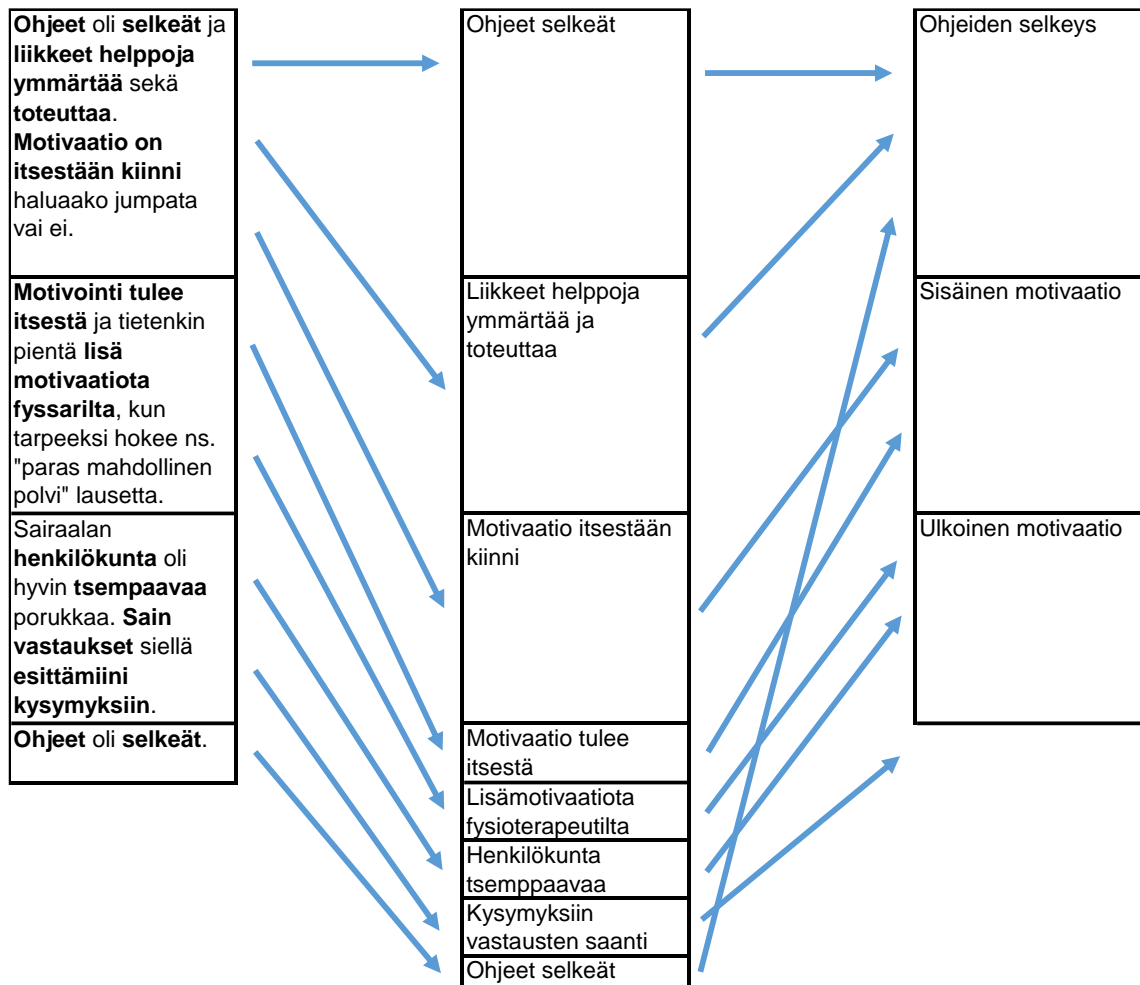 Ohjeet oli selkeät ja
liikkeet helppoja
ymmärtää sekä
toteuttaa.
Motivaatio on
itsestään kiinni
haluaako jumpata
vai ei.
Motivointi tulee
itsestä ja tietenkin
pientä lisä
motivaatiota
fyssarilta, kun
tarpeeksi hokee ns.
"paras mahdollinen
polvi" lausetta.
Sairaalan
henkilökunta oli
hyvin tsempaavaa
porukkaa. Sain
vastaukset siellä
esittämiini
kysymyksiin.
Ohjeet oli selkeät.
Ohjeet selkeät
Liikkeet helppoja
ymmärtää ja
toteuttaa
Motivaatio itsestään
kiinni
Motivaatio tulee
itsestä
Lisämotivaatiota
fysioterapeutilta
Henkilökunta
tsemppaavaa
Kysymyksiin
vastausten saanti
Ohjeet selkeät
Ohjeiden selkeys
Sisäinen motivaatio
Ulkoinen motivaatio